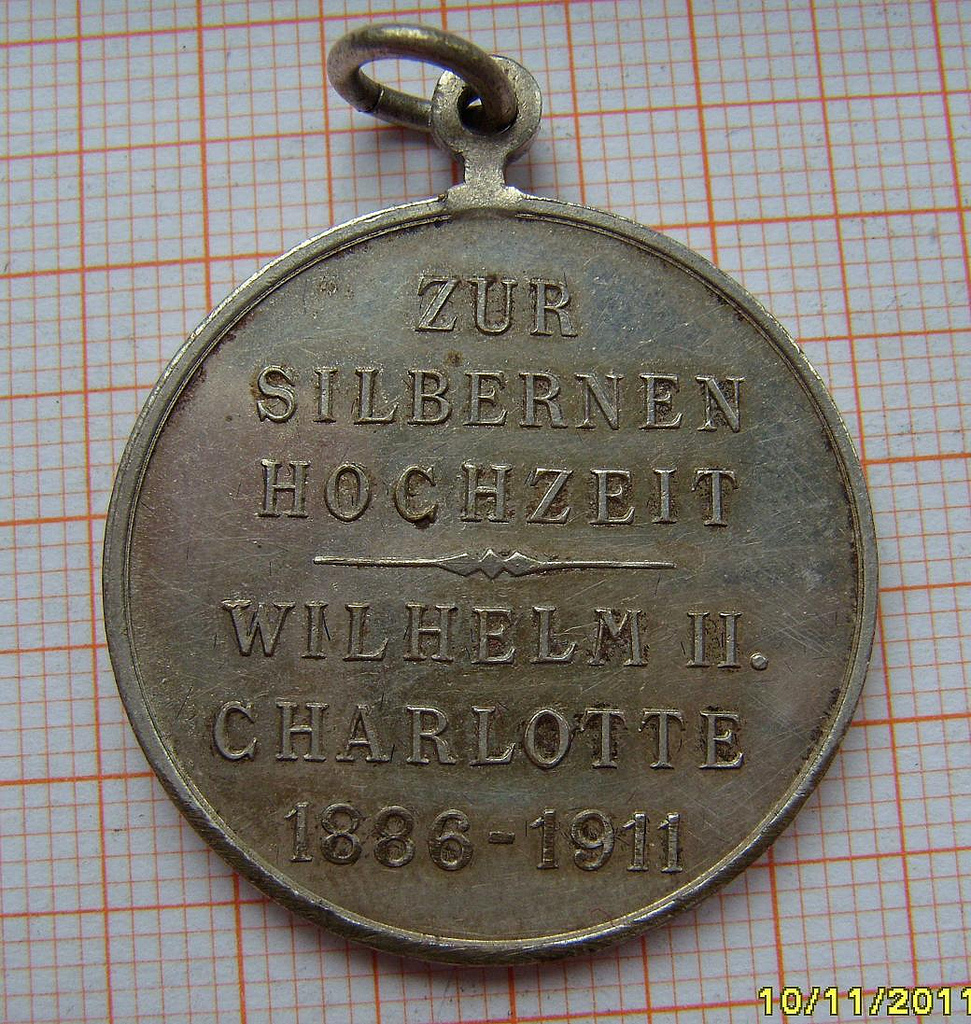 ZUR
SILBERNEN
HOCHZEIT
WILHELM II.
CHARLOTTE
1886-1911
10/11/2011